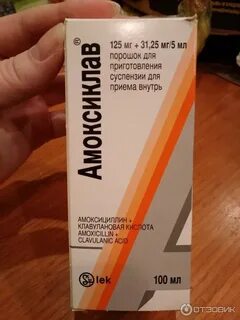 Амоксиклав®
125 мг + 31,25 мг/5 мл
порошок для
приготовления
суспензии для
приема внутрь
АМОКСИЦИЛЛИН +
КЛАВУЛАНОВАЯ КИСЛОТА
AMOXICILLIN +
CLAVULANIC ACID
lek
100 мл
ОТЗОВИК